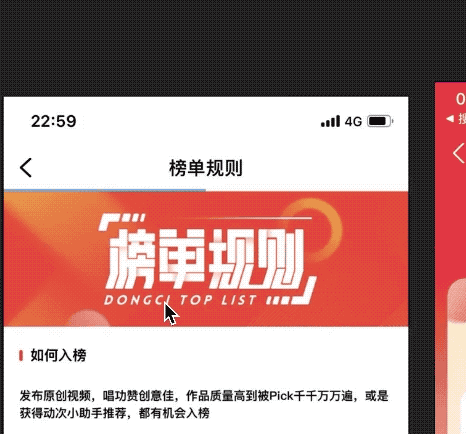 22:59
4G
榜单规则
榜单规则
DONGCI TOP LIST
如何入榜
发布原创视频，唱功赞创意佳，作品质量高到被Pick千千万万遍，或是
获得动次小助手推荐，都有机会入榜